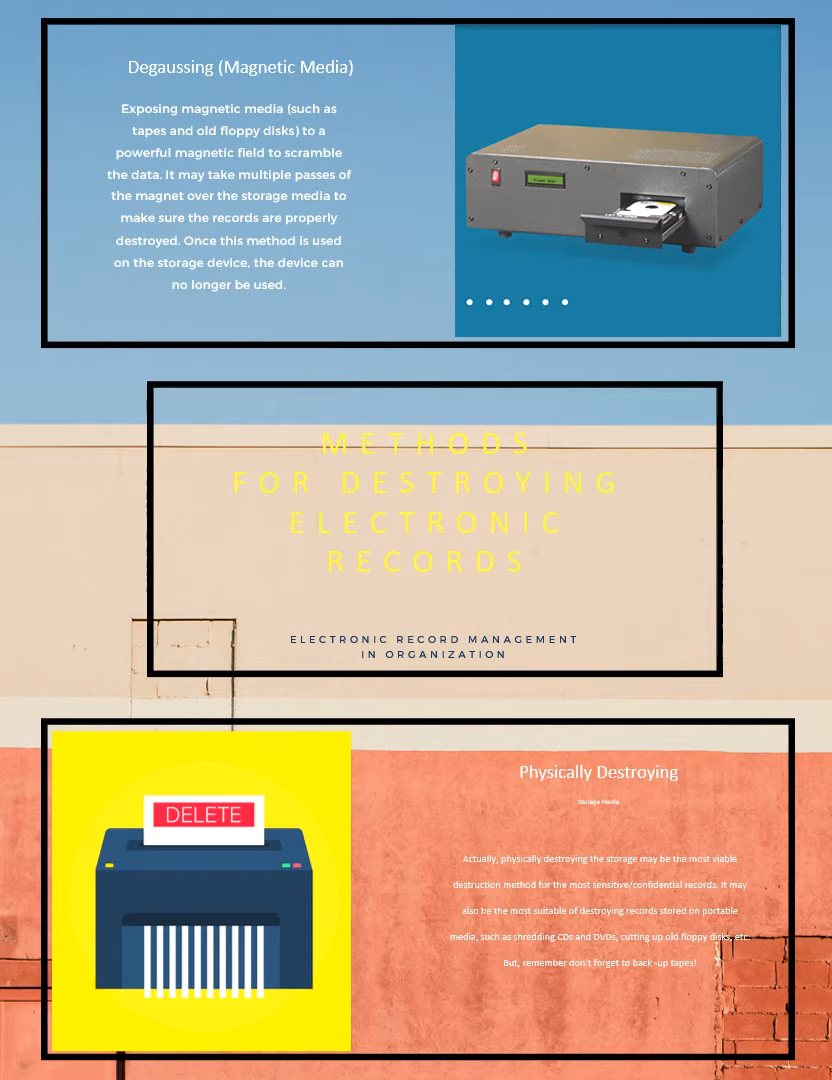 Degaussing (Magnetic Media)
Exposing magnetic media (such as
tapes and old floppy disks) to a
powerful magnetic field to scramble
the data. It may take multiple passes of
the magnet over the storage media to
make sure the records are properly
destroyed. Once this method is used
on the storage device, the device can
no longer be used.
METHODS
FOR DESTROYING
ELECTRONIC
RECORDS
ELECTRONIC RECORD MANAGEMENT
IN ORGANIZATION
DELETE
Physically Destroying
Storage Media
Actually, physically destroying the storage may be the most viable
destruction method for the most sensitive/confidential records. It may
also be the most suitable of destroying records stored on portable
media, such as shredding CDs and DVDs, cutting up old floppy disks, etc.
But, remember don't forget to back -up tapes!